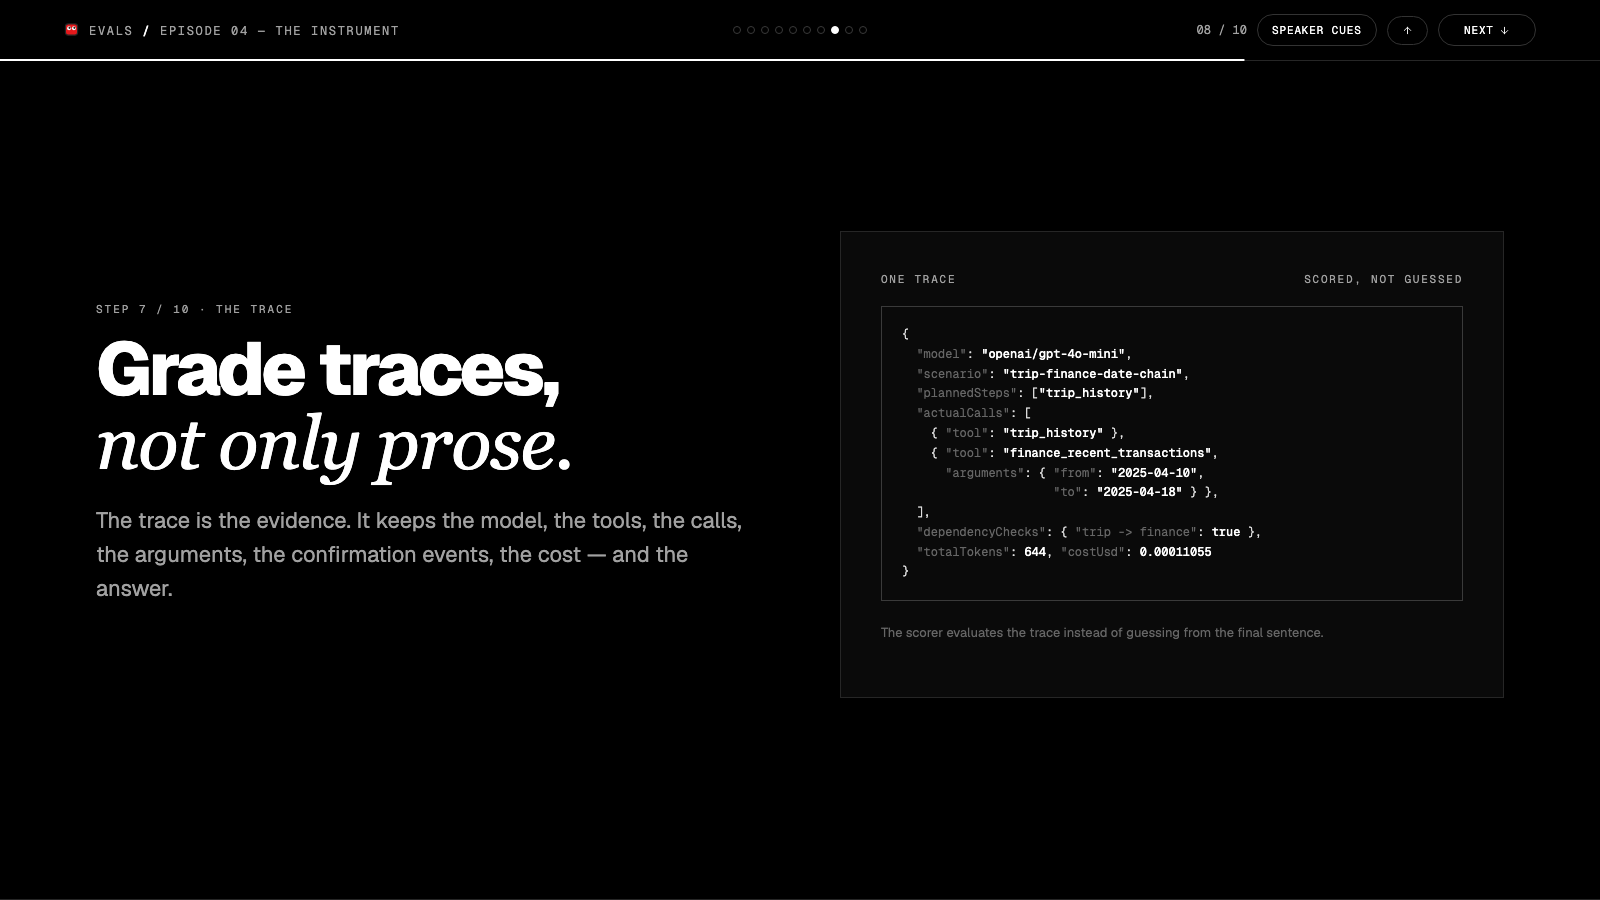 EVALS / EPISODE 04 — THE INSTRUMENT
08 / 10
SPEAKER CUES
↑
NEXT ↓
STEP 7 / 10 · THE TRACE
Grade traces,
not only prose.
The trace is the evidence. It keeps the model, the tools, the calls,
the arguments, the confirmation events, the cost — and the
answer.
ONE TRACE
SCORED, NOT GUESSED
{
  "model": "openai/gpt-4o-mini",
  "scenario": "trip-finance-date-chain",
  "plannedSteps": ["trip_history"],
  "actualCalls": [
    { "tool": "trip_history" },
    { "tool": "finance_recent_transactions",
      "arguments": { "from": "2025-04-10",
                     "to": "2025-04-18" } },
  ],
  "dependencyChecks": { "trip -> finance": true },
  "totalTokens": 644, "costUsd": 0.00011055
}
The scorer evaluates the trace instead of guessing from the final sentence.